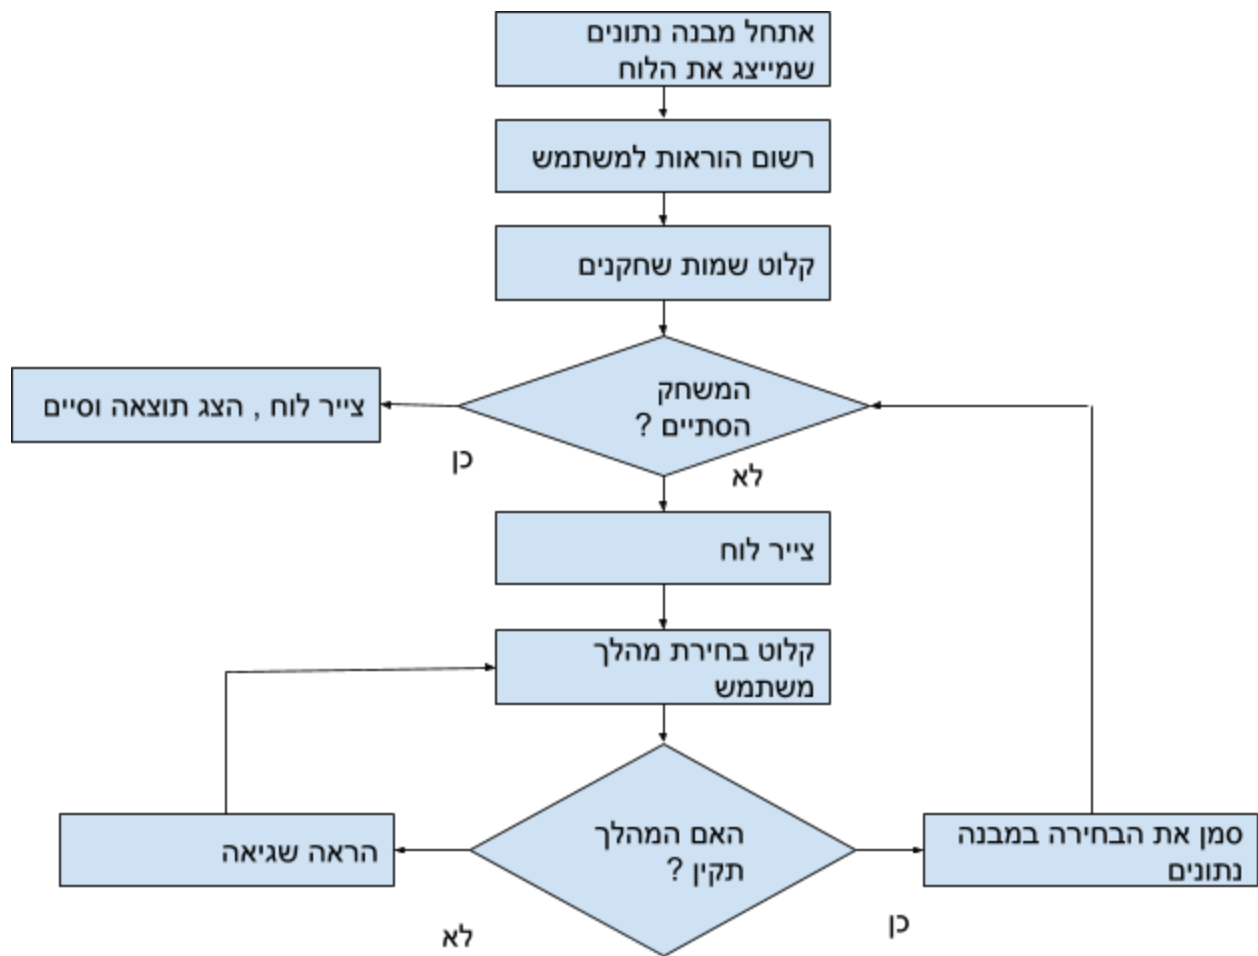 אתחל מבנה נתונים
שמייצג את הלוח
רשום הוראות למשתמש
קלוט שמות שחקנים
המשחק
הסתיים ?
צייר לוח , הצג תוצאה וסיים
כן
לא
צייר לוח
קלוט בחירת מהלך
משתמש
האם המהלך
תקין ?
סמן את הבחירה במבנה
נתונים
הראה שגיאה
כן
לא